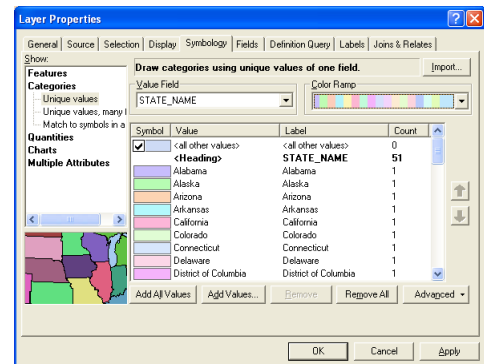 Layer Properties
General Source Selection Display Symbology Fields Definition Query Labels Joins & Relates
Show:
Features
Categories
Unique values
Unique values, many f
Match to symbols in a
Quantities
Charts
Multiple Attributes
Draw categories using unique values of one field.
Import...
Value Field
STATE_NAME
Color Ramp
Symbol Value Label Count
<all other values> <all other values> 0
<Heading> STATE_NAME 51
Alabama Alabama 1
Alaska Alaska 1
Arizona Arizona 1
Arkansas Arkansas 1
California California 1
Colorado Colorado 1
Connecticut Connecticut 1
Delaware Delaware 1
District of Columbia District of Columbia 1
Add All Values Add Values... Remove Remove All Advanced
OK Cancel Apply